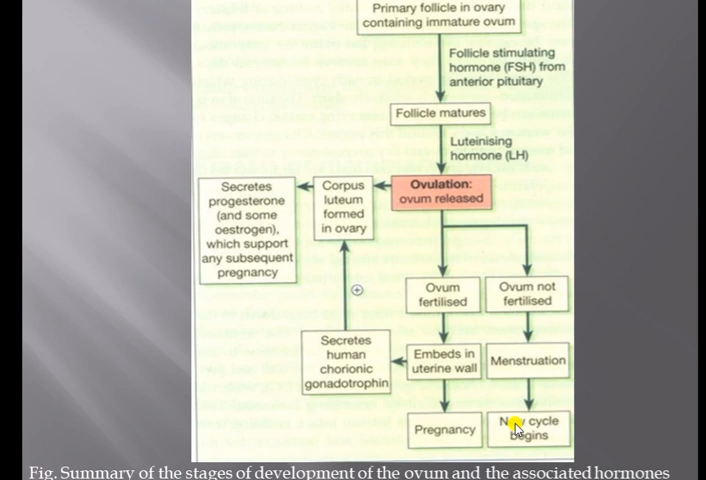 Primary follicle in ovary
containing immature ovum
Follicle stimulating
hormone (FSH) from
anterior pituitary
Follicle matures
Luteinising
hormone (LH)
Ovulation:
ovum released
Corpus
luteum
formed
in ovary
Secretes
progesterone
(and some
oestrogen),
which support
any subsequent
pregnancy
Ovum
fertilised
Ovum not
fertilised
Secretes
human
chorionic
gonadotrophin
Embeds in
uterine wall
Menstruation
Pregnancy
New cycle
begins
Fig. Summary of the stages of development of the ovum and the associated hormones